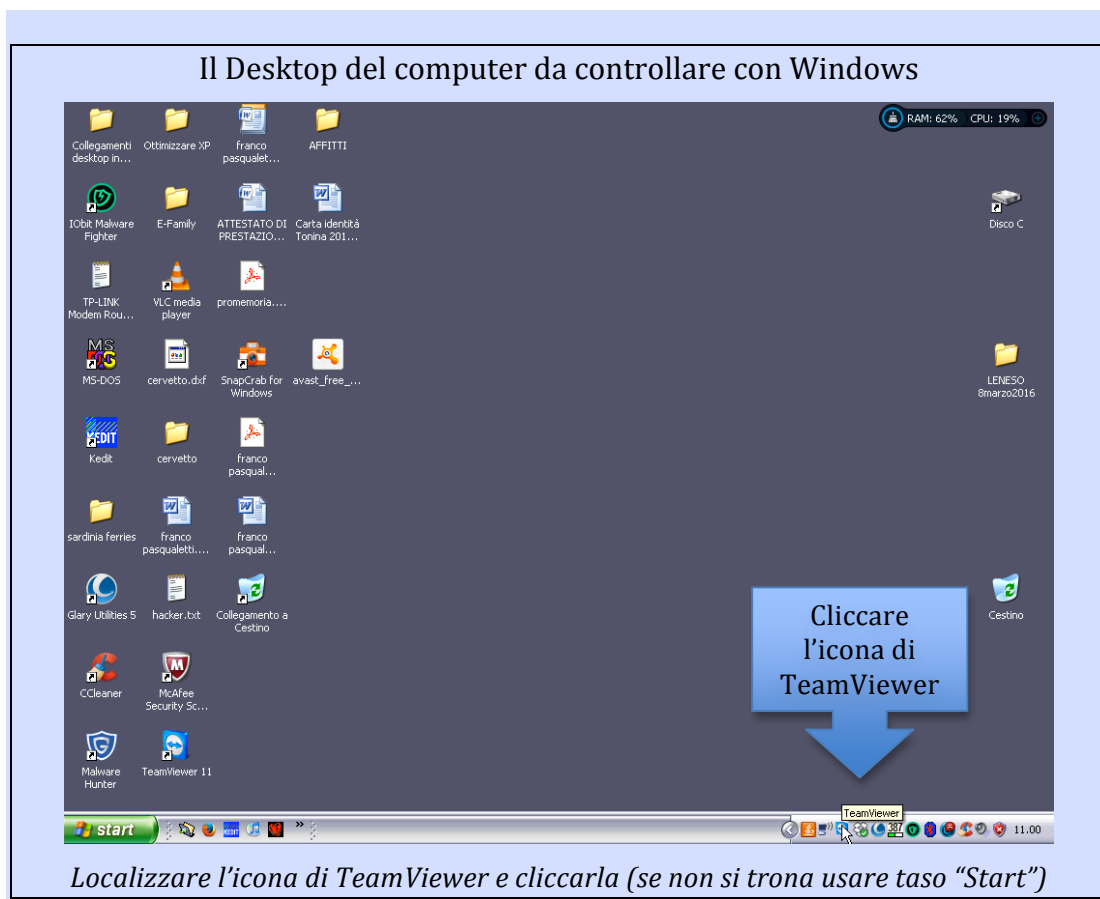 Il Desktop del computer da controllare con Windows
RAM: 62% CPU: 19%
Collegamenti desktop in...
Ottimizzare XP
franco pasqualet...
AFFITTI
IObit Malware Fighter
E-Family
ATTESTATO DI PRESTAZIO...
Carta identità Tonina 201...
Disco C
TP-LINK Modem Rou...
VLC media player
promemoria....
MS DOS
MS-DOS
cervetto.dxf
SnapCrab for Windows
avast_free_...
LENESO 8marzo2016
KEDIT
Kedit
cervetto
franco pasqual...
sardinia ferries
franco pasqualetti....
franco pasqual...
Glary Utilities 5
hacker.txt
Collegamento a Cestino
Cestino
Cliccare
l’icona di
TeamViewer
CCleaner
McAfee Security Sc...
Malware Hunter
TeamViewer 11
TeamViewer
start
KEDIT
387
11.00
Localizzare l’icona di TeamViewer e cliccarla (se non si trona usare taso “Start”)